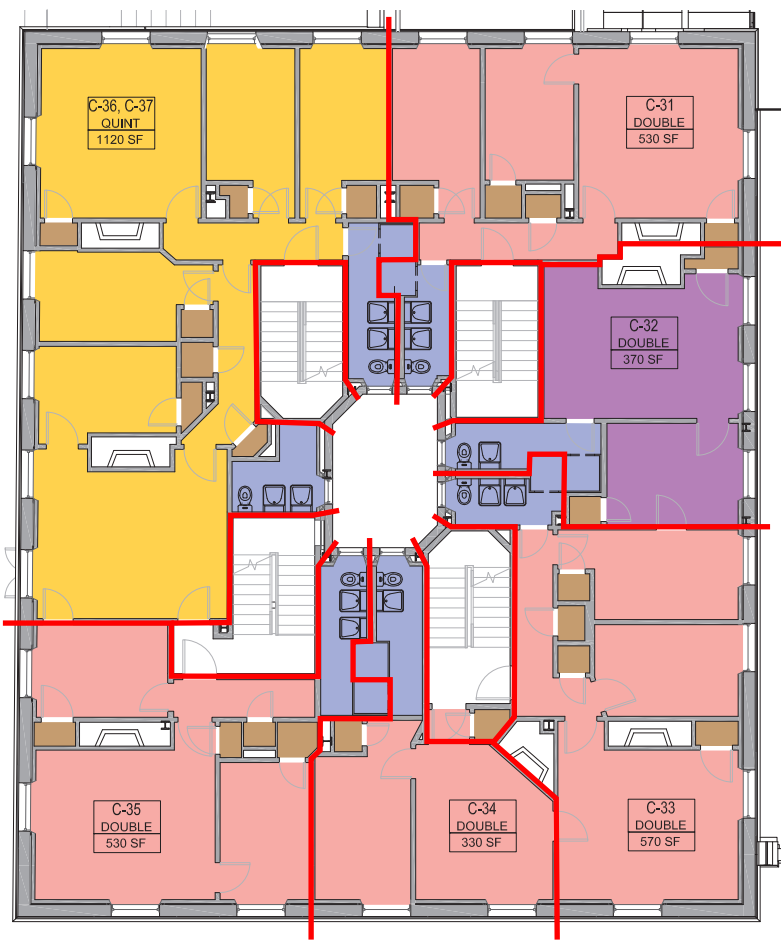 C-36, C-37
QUINT
1120 SF
C-31
DOUBLE
530 SF
C-32
DOUBLE
370 SF
C-35
DOUBLE
530 SF
C-34
DOUBLE
330 SF
C-33
DOUBLE
570 SF